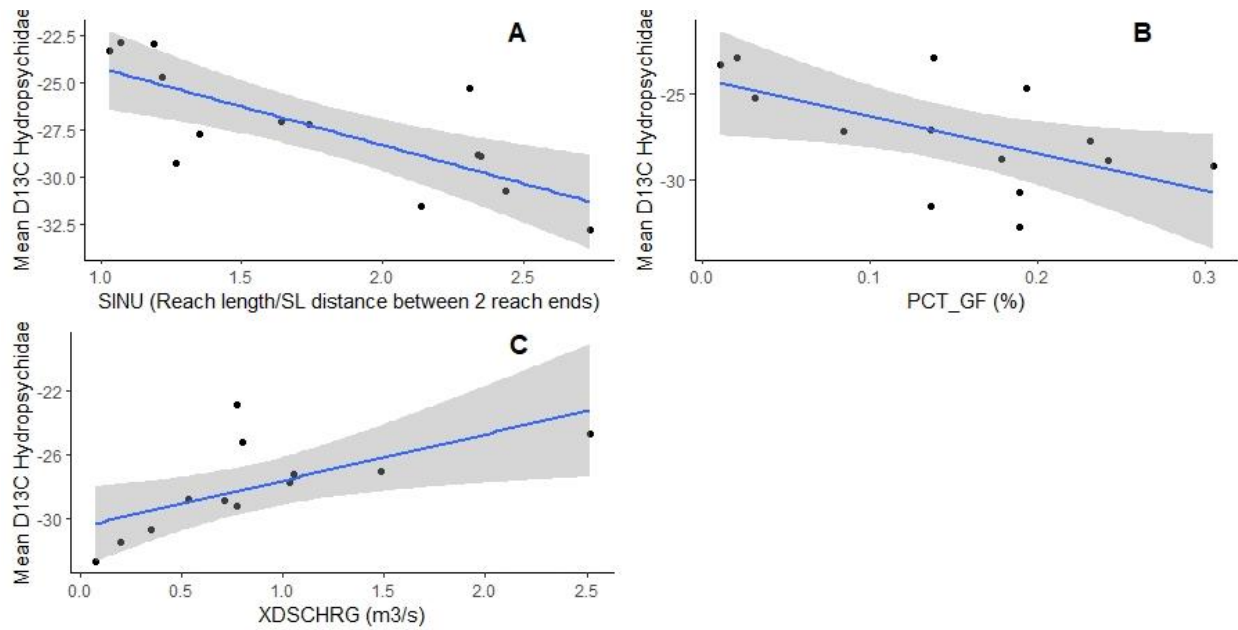 A
Mean D13C Hydropsychidae
-22.5
-25.0
-27.5
-30.0
-32.5
1.0 1.5 2.0 2.5
SINU (Reach length/SL distance between 2 reach ends)
B
Mean D13C Hydropsychidae
-25
-30
0.0 0.1 0.2 0.3
PCT_GF (%)
C
Mean D13C Hydropsychidae
-22
-26
-30
0.0 0.5 1.0 1.5 2.0 2.5
XDSCHRG (m3/s)